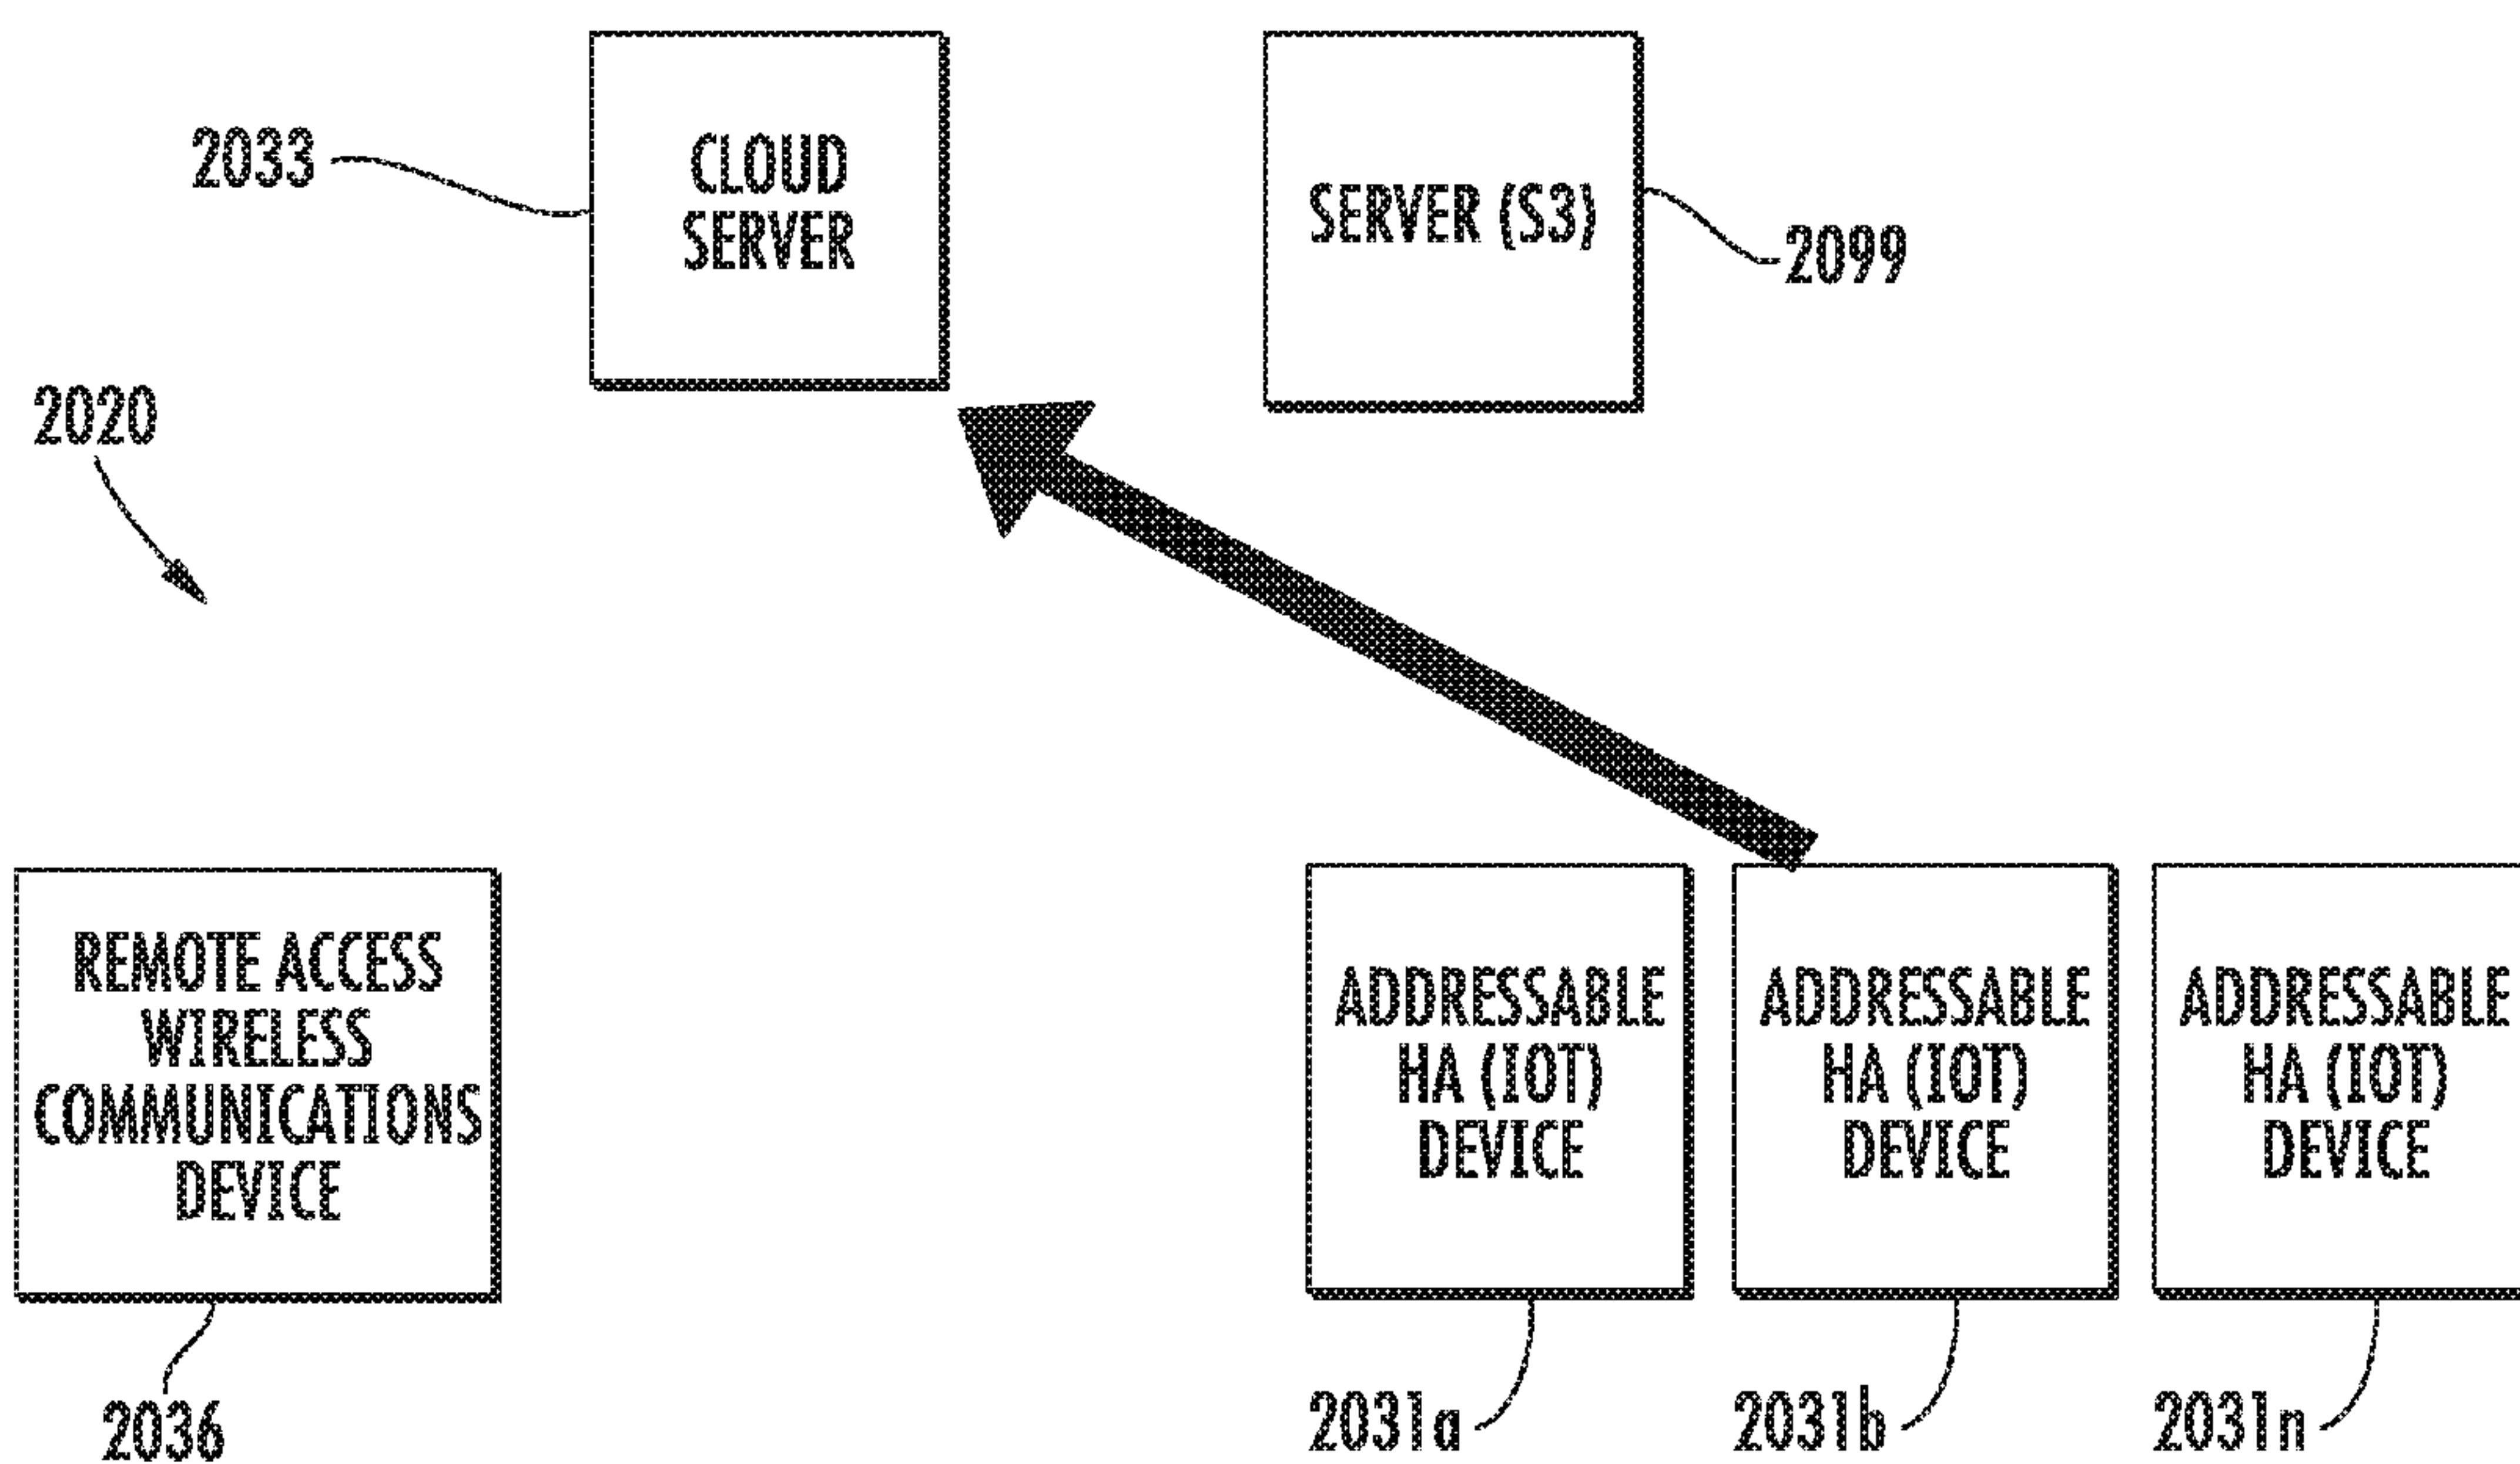 2033
CLOUD
SERVER
SERVER (S3)
2099
2020
REMOTE ACCESS
WIRELESS
COMMUNICATIONS
DEVICE
2036
ADDRESSABLE
HA (IOT)
DEVICE
2031a
ADDRESSABLE
HA (IOT)
DEVICE
2031b
ADDRESSABLE
HA (IOT)
DEVICE
2031n